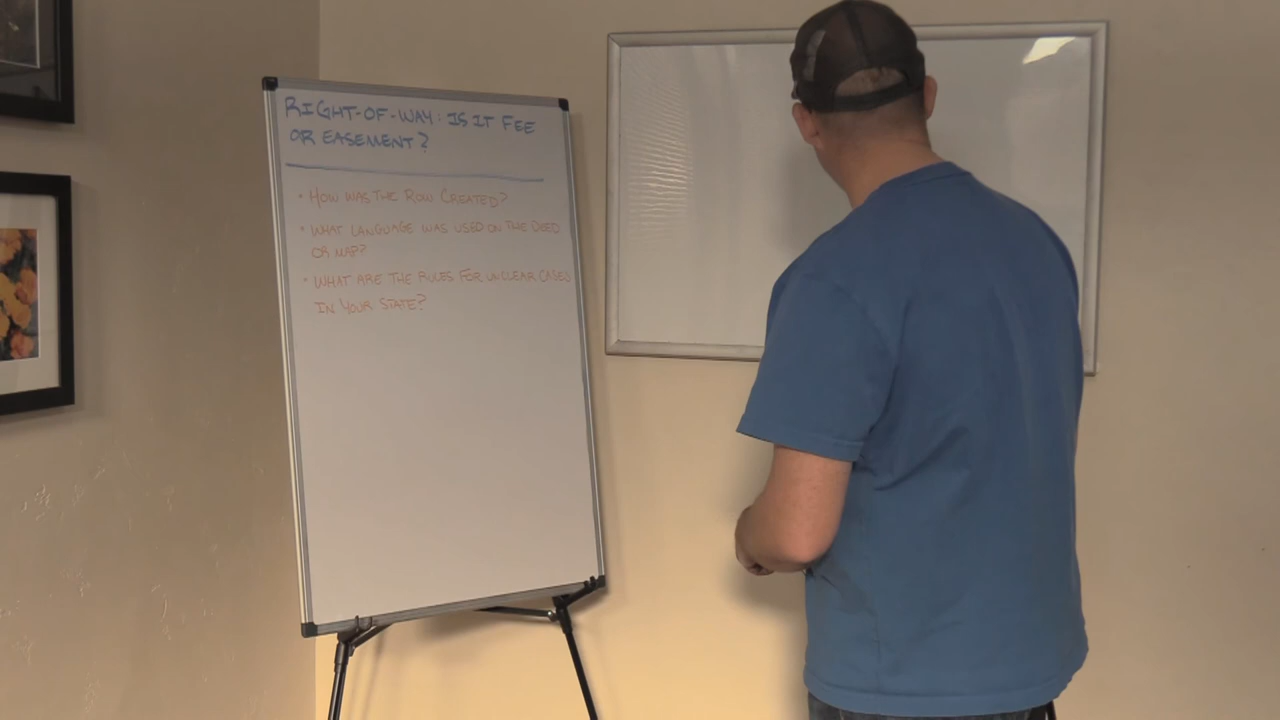 RIGHT-OF-WAY: IS IT FEE
OR EASEMENT?
• HOW WAS THE ROW CREATED?
• WHAT LANGUAGE WAS USED ON THE DEED
OR MAP?
• WHAT ARE THE RULES FOR UNCLEAR CASES
IN YOUR STATE?